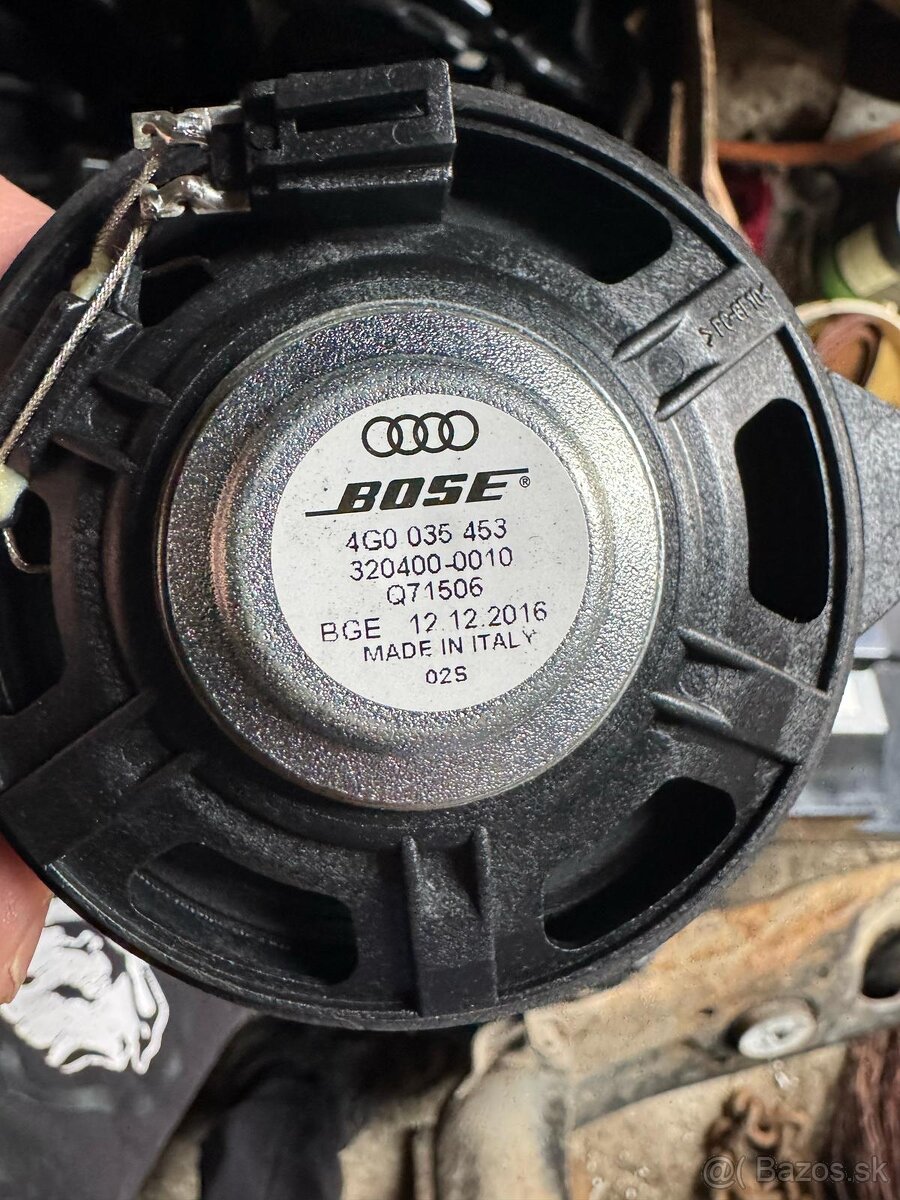 BOSE®
4G0 035 453
320400-0010
Q71506
BGE 12.12.2016
MADE IN ITALY
02S
@( Bazos.sk